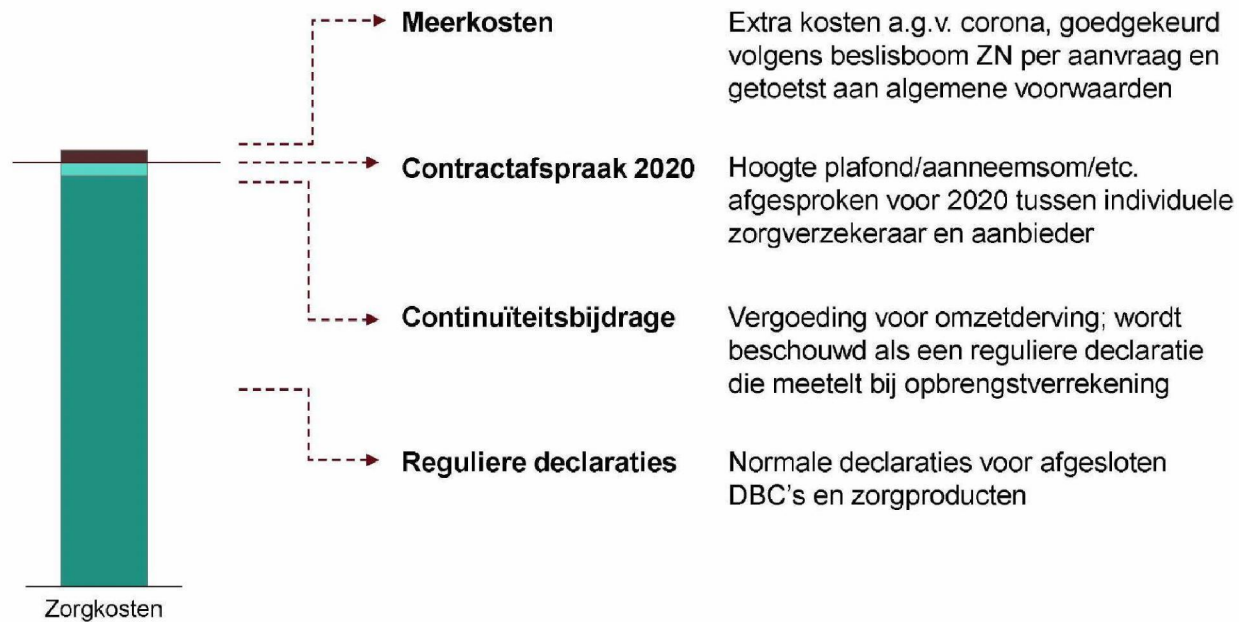 Meerkosten
Extra kosten a.g.v. corona, goedgekeurd
volgens beslisboom ZN per aanvraag en
getoetst aan algemene voorwaarden
Contractafspraak 2020
Hoogte plafond/aanneemsom/etc.
afgesproken voor 2020 tussen individuele
zorgverzekeraar en aanbieder
Continuïteitsbijdrage
Vergoeding voor omzetderving; wordt
beschouwd als een reguliere declaratie
die meetelt bij opbrengstverrekening
Reguliere declaraties
Normale declaraties voor afgesloten
DBC's en zorgproducten
Zorgkosten